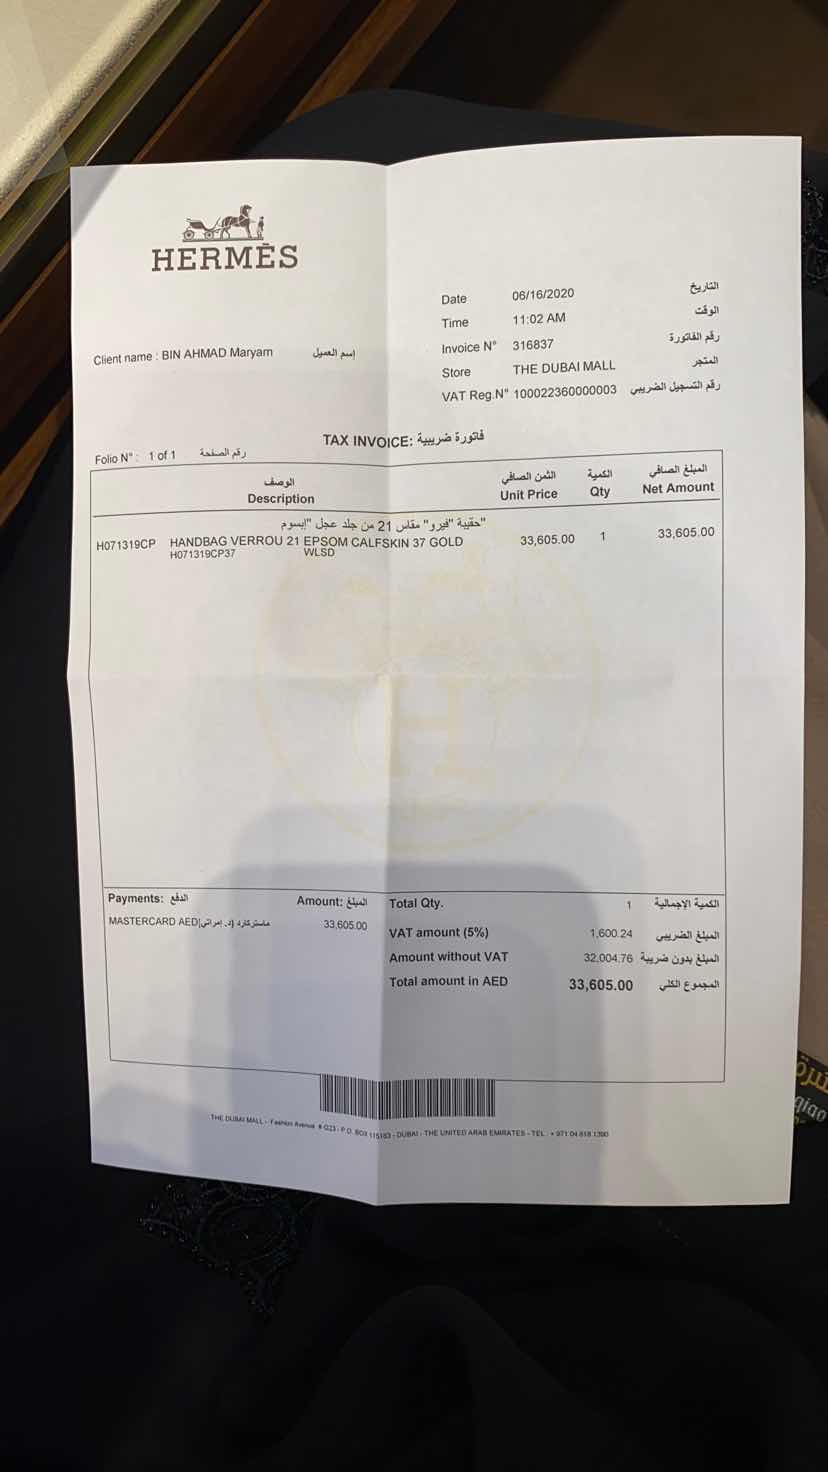 HERMÈS
Date 06/16/2020 التاريخ
Time 11:02 AM الوقت
Invoice N° 316837 رقم الفاتورة
Store THE DUBAI MALL المتجر
VAT Reg.N° 100022360000003 رقم التسجيل الضريبي
Client name : BIN AHMAD Maryam اسم العميل
TAX INVOICE: فاتورة ضريبية
Folio N° : 1 of 1 رقم الصفحة
الوصف الثمن الصافي الكمية المبلغ الصافي
Description Unit Price Qty Net Amount
حقيبة "فيرو" مقاس 21 من جلد عجل "إبسوم"
H071319CP HANDBAG VERROU 21 EPSOM CALFSKIN 37 GOLD 33,605.00 1 33,605.00
H071319CP37 WLSD
H
Payments: الدفع Amount: المبلغ
MASTERCARD AED ماستركارد (د. إمراتي) 33,605.00
Total Qty. 1 الكمية الإجمالية
VAT amount (5%) 1,600.24 المبلغ الضريبي
Amount without VAT 32,004.76 المبلغ بدون ضريبة
Total amount in AED 33,605.00 المجموع الكلي
THE DUBAI MALL - Fashion Avenue # G23 - P.O. BOX 115163 - DUBAI - THE UNITED ARAB EMIRATES - TEL : + 971 04 818 1300
qiao